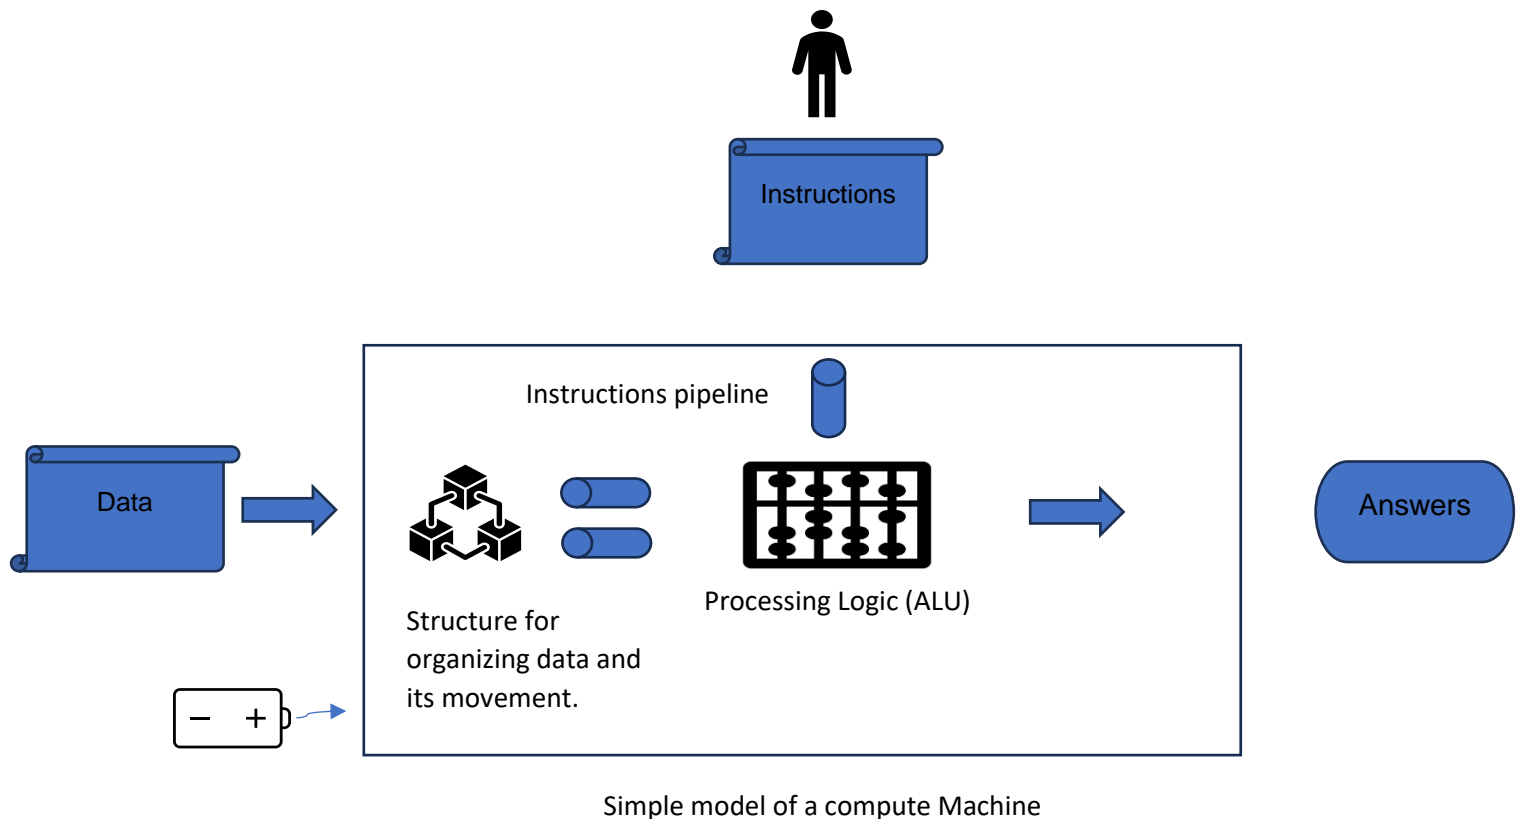 Instructions
Instructions pipeline
Data
Answers
Processing Logic (ALU)
Structure for
organizing data and
its movement.
− +
Simple model of a compute Machine